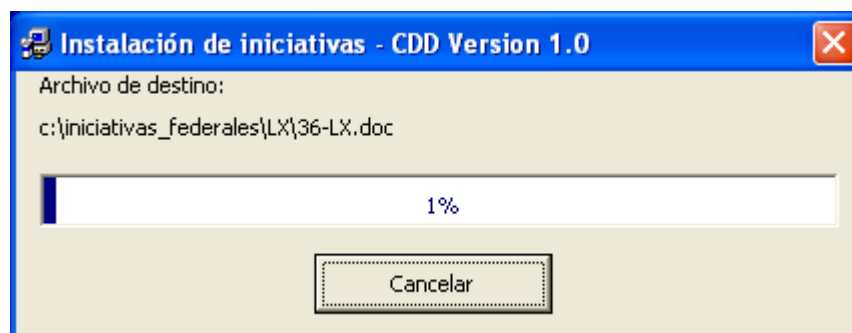 Instalación de iniciativas - CDD Version 1.0
Archivo de destino:
c:\iniciativas_federales\LX\36-LX.doc
1%
Cancelar